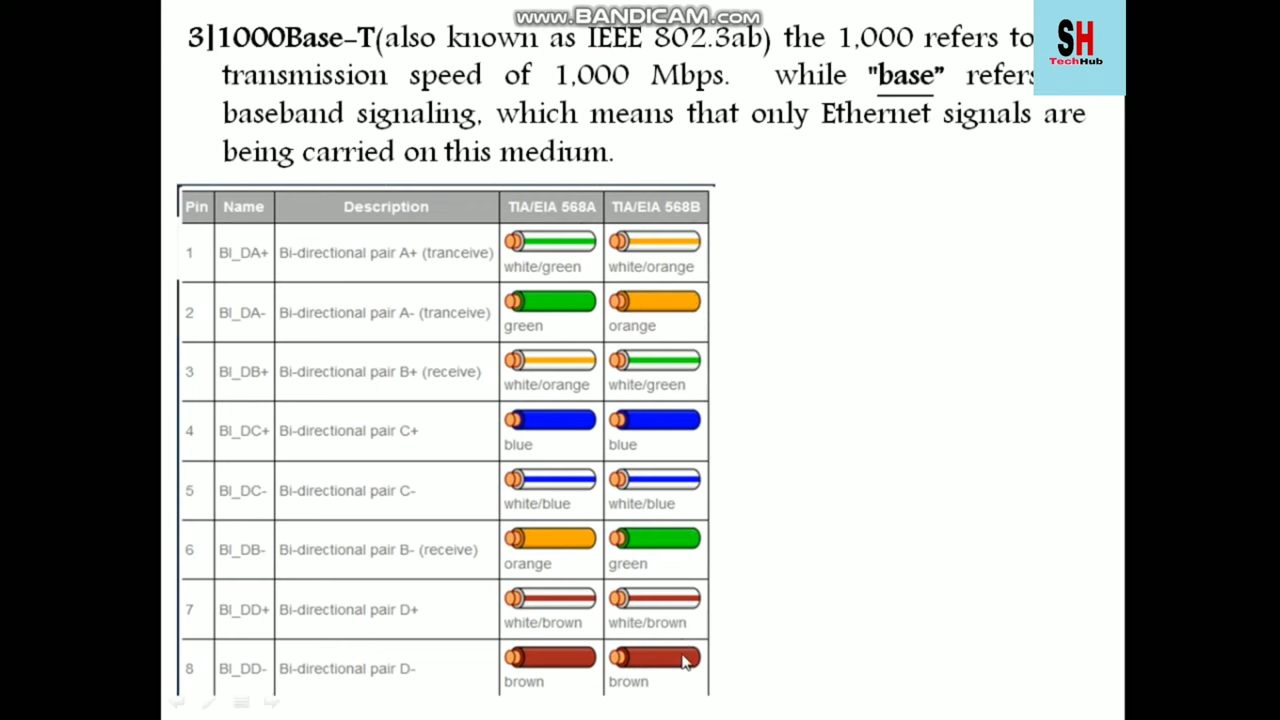 www.BANDICAM.com
3]1000Base-T(also known as IEEE 802.3ab) the 1,000 refers to
SH
TechHub
transmission speed of 1,000 Mbps. while "base" refers
baseband signaling, which means that only Ethernet signals are
being carried on this medium.
Pin Name Description TIA/EIA 568A TIA/EIA 568B
1 BI_DA+ Bi-directional pair A+ (tranceive) white/green white/orange
2 BI_DA- Bi-directional pair A- (tranceive) green orange
3 BI_DB+ Bi-directional pair B+ (receive) white/orange white/green
4 BI_DC+ Bi-directional pair C+ blue blue
5 BI_DC- Bi-directional pair C- white/blue white/blue
6 BI_DB- Bi-directional pair B- (receive) orange green
7 BI_DD+ Bi-directional pair D+ white/brown white/brown
8 BI_DD- Bi-directional pair D- brown brown